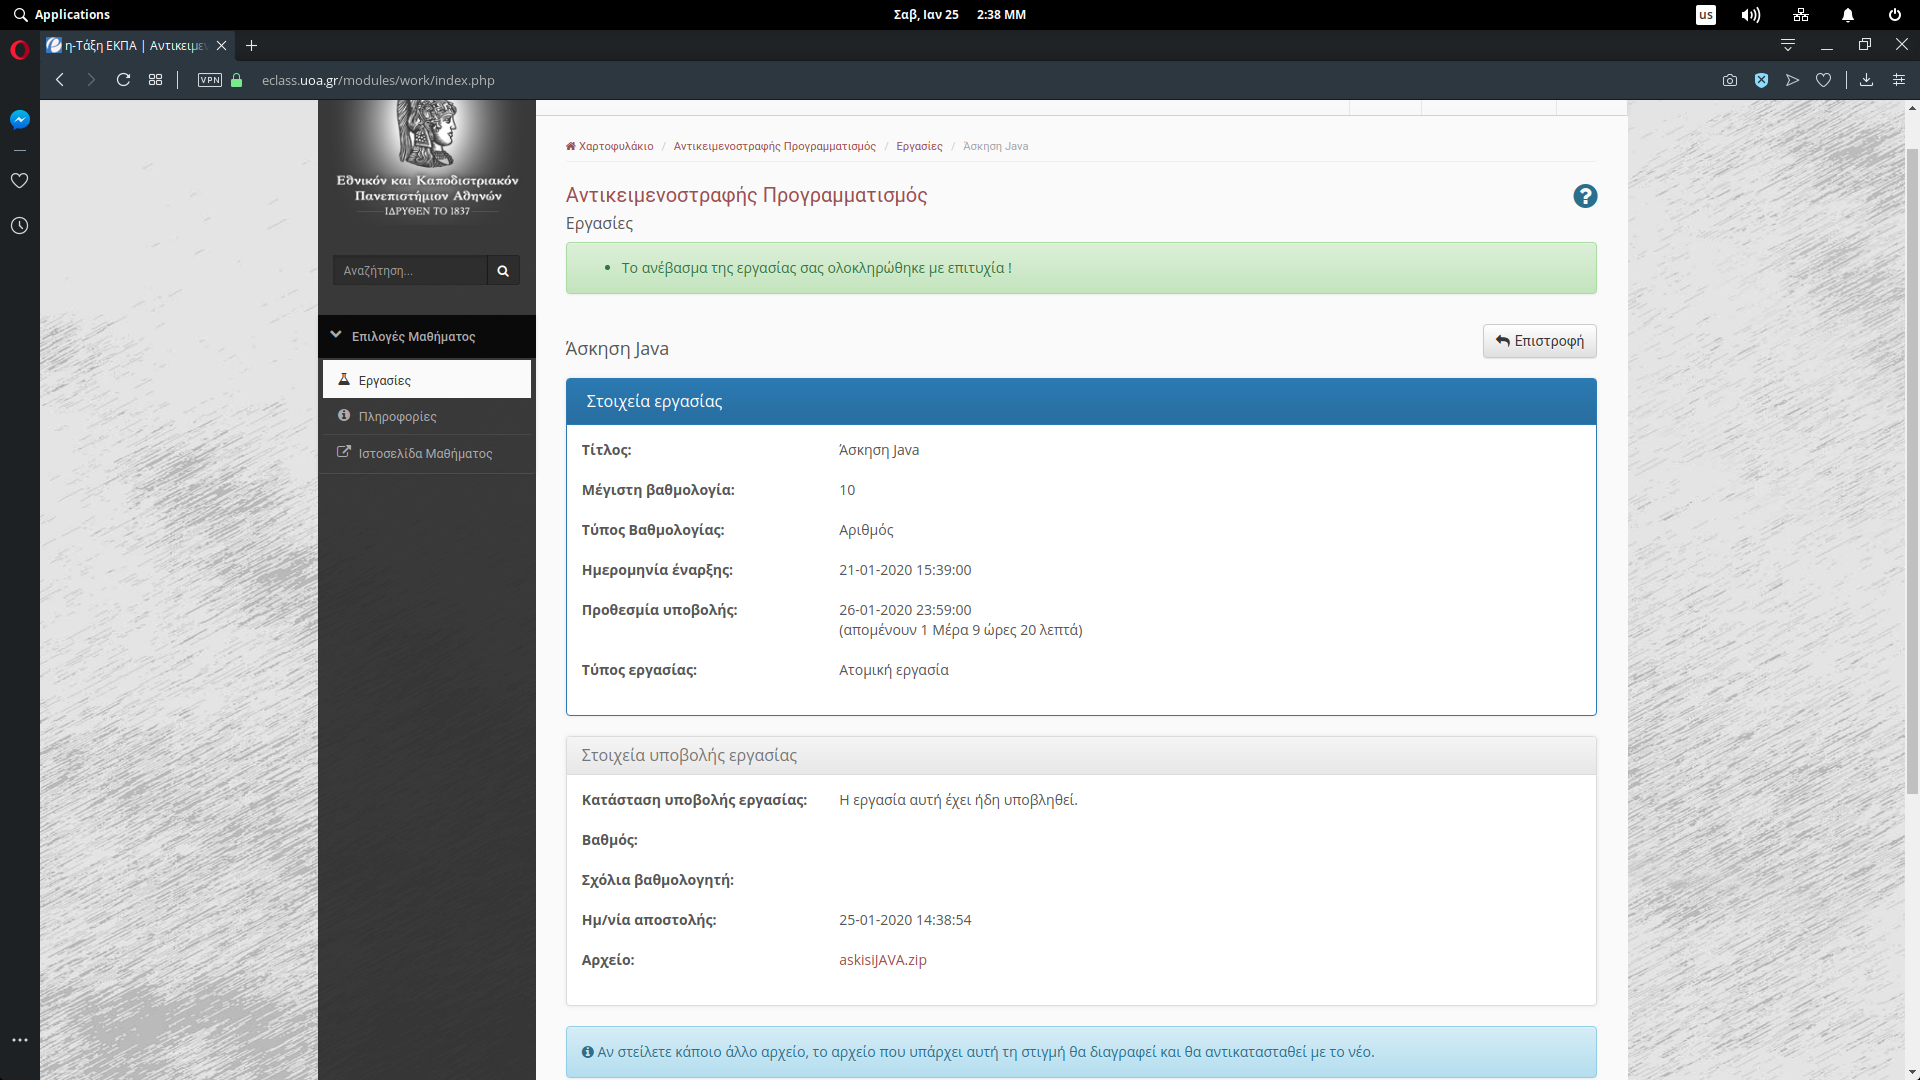 Applications
Σαβ, Ιαν 25 2:38 ΜΜ
us
η-Τάξη ΕΚΠΑ | Αντικειμε
VPN
eclass.uoa.gr/modules/work/index.php
Εθνικόν και Καποδιστριακόν
Πανεπιστήμιον Αθηνών
ΙΔΡΥΘΕΝ ΤΟ 1837
Αναζήτηση...
Επιλογές Μαθήματος
Εργασίες
Πληροφορίες
Ιστοσελίδα Μαθήματος
Χαρτοφυλάκιο / Αντικειμενοστραφής Προγραμματισμός / Εργασίες / Άσκηση Java
Αντικειμενοστραφής Προγραμματισμός
Εργασίες
Το ανέβασμα της εργασίας σας ολοκληρώθηκε με επιτυχία !
Άσκηση Java
Επιστροφή
Στοιχεία εργασίας
Τίτλος: Άσκηση Java
Μέγιστη βαθμολογία: 10
Τύπος Βαθμολογίας: Αριθμός
Ημερομηνία έναρξης: 21-01-2020 15:39:00
Προθεσμία υποβολής: 26-01-2020 23:59:00
(απομένουν 1 Μέρα 9 ώρες 20 λεπτά)
Τύπος εργασίας: Ατομική εργασία
Στοιχεία υποβολής εργασίας
Κατάσταση υποβολής εργασίας: Η εργασία αυτή έχει ήδη υποβληθεί.
Βαθμός:
Σχόλια βαθμολογητή:
Ημ/νία αποστολής: 25-01-2020 14:38:54
Αρχείο: askisiJAVA.zip
Αν στείλετε κάποιο άλλο αρχείο, το αρχείο που υπάρχει αυτή τη στιγμή θα διαγραφεί και θα αντικατασταθεί με το νέο.